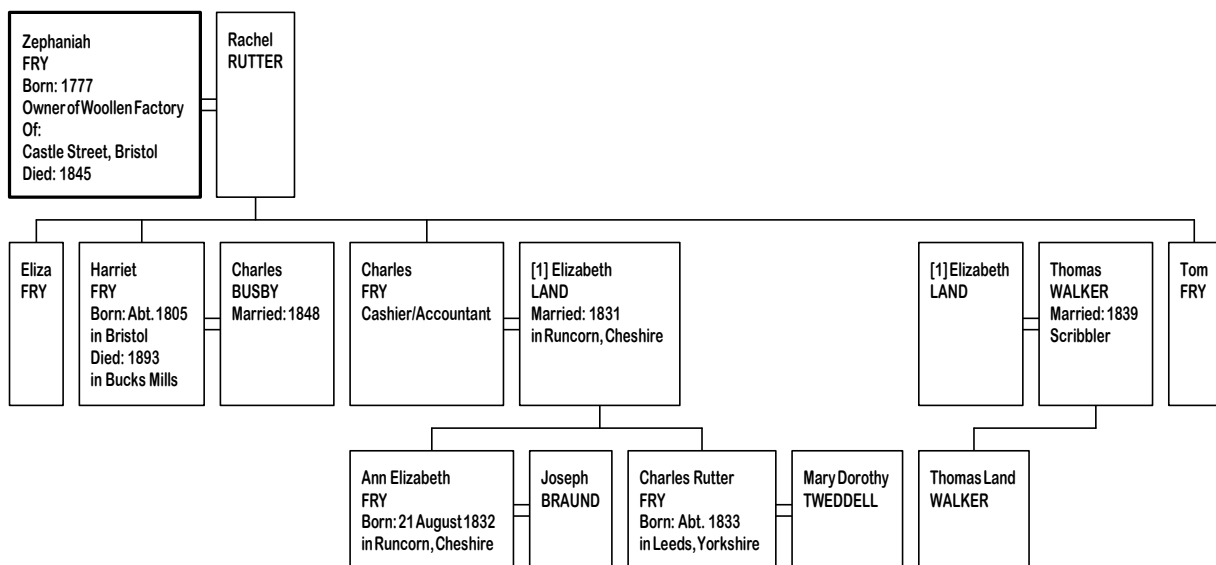 Zephaniah
FRY
Born: 1777
Owner of Woollen Factory
Of:
Castle Street, Bristol
Died: 1845
Rachel
RUTTER
Eliza
FRY
Harriet
FRY
Born: Abt. 1805
in Bristol
Died: 1893
in Bucks Mills
Charles
BUSBY
Married: 1848
Charles
FRY
Cashier/Accountant
[1] Elizabeth
LAND
Married: 1831
in Runcorn, Cheshire
[1] Elizabeth
LAND
Thomas
WALKER
Married: 1839
Scribbler
Tom
FRY
Ann Elizabeth
FRY
Born: 21 August 1832
in Runcorn, Cheshire
Joseph
BRAUND
Charles Rutter
FRY
Born: Abt. 1833
in Leeds, Yorkshire
Mary Dorothy
TWEDDELL
Thomas Land
WALKER